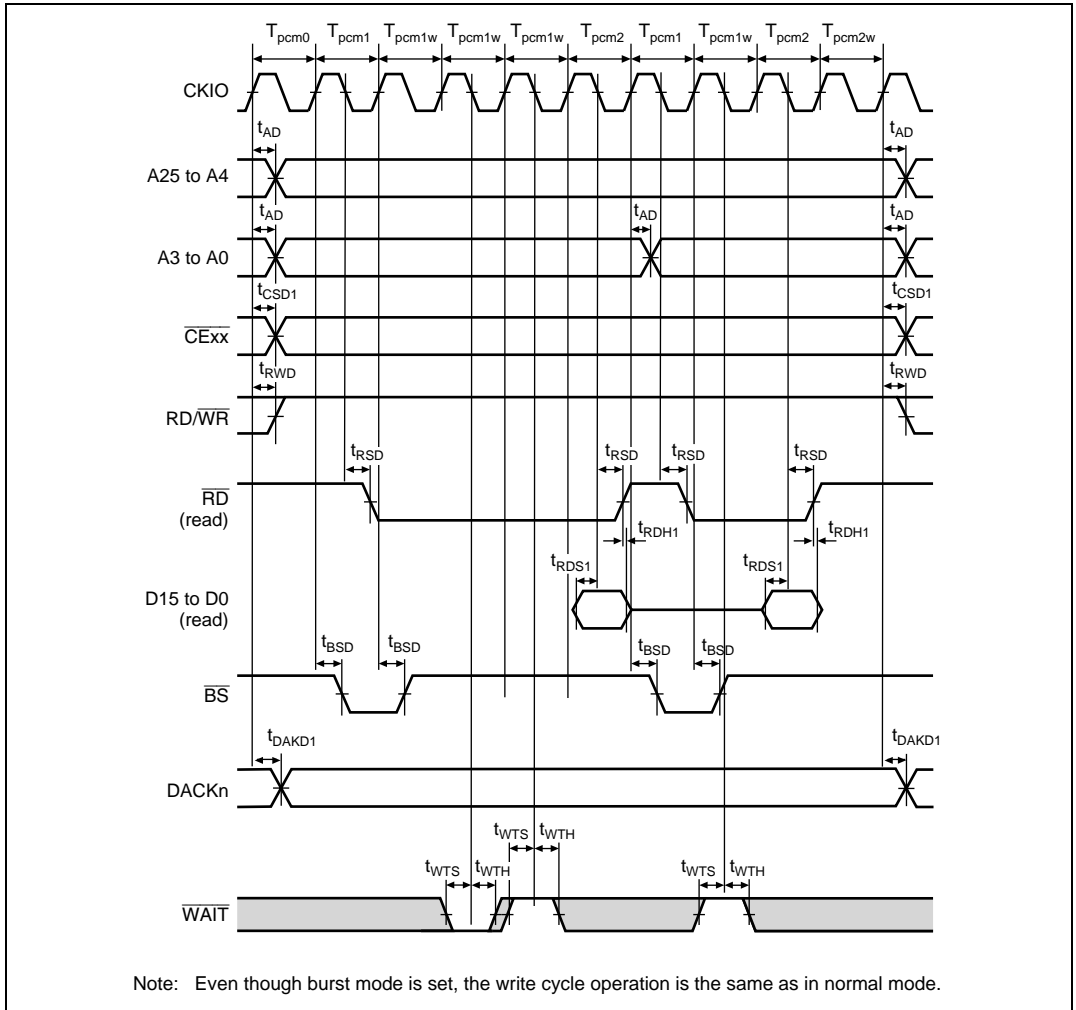 Tpcm0 Tpcm1 Tpcm1w Tpcm1w Tpcm1w Tpcm2 Tpcm1 Tpcm1w Tpcm2 Tpcm2w
CKIO
tAD tAD
A25 to A4
tAD tAD tAD
A3 to A0
tCSD1 tCSD1
CExx
tRWD tRWD
RD/WR
tRSD tRSD tRSD tRSD
RD
(read)
tRDH1 tRDH1
tRDS1 tRDS1
D15 to D0
(read)
tBSD tBSD tBSD tBSD
BS
tDAKD1 tDAKD1
DACKn
tWTS tWTH
tWTS tWTH tWTS tWTH
WAIT
Note: Even though burst mode is set, the write cycle operation is the same as in normal mode.